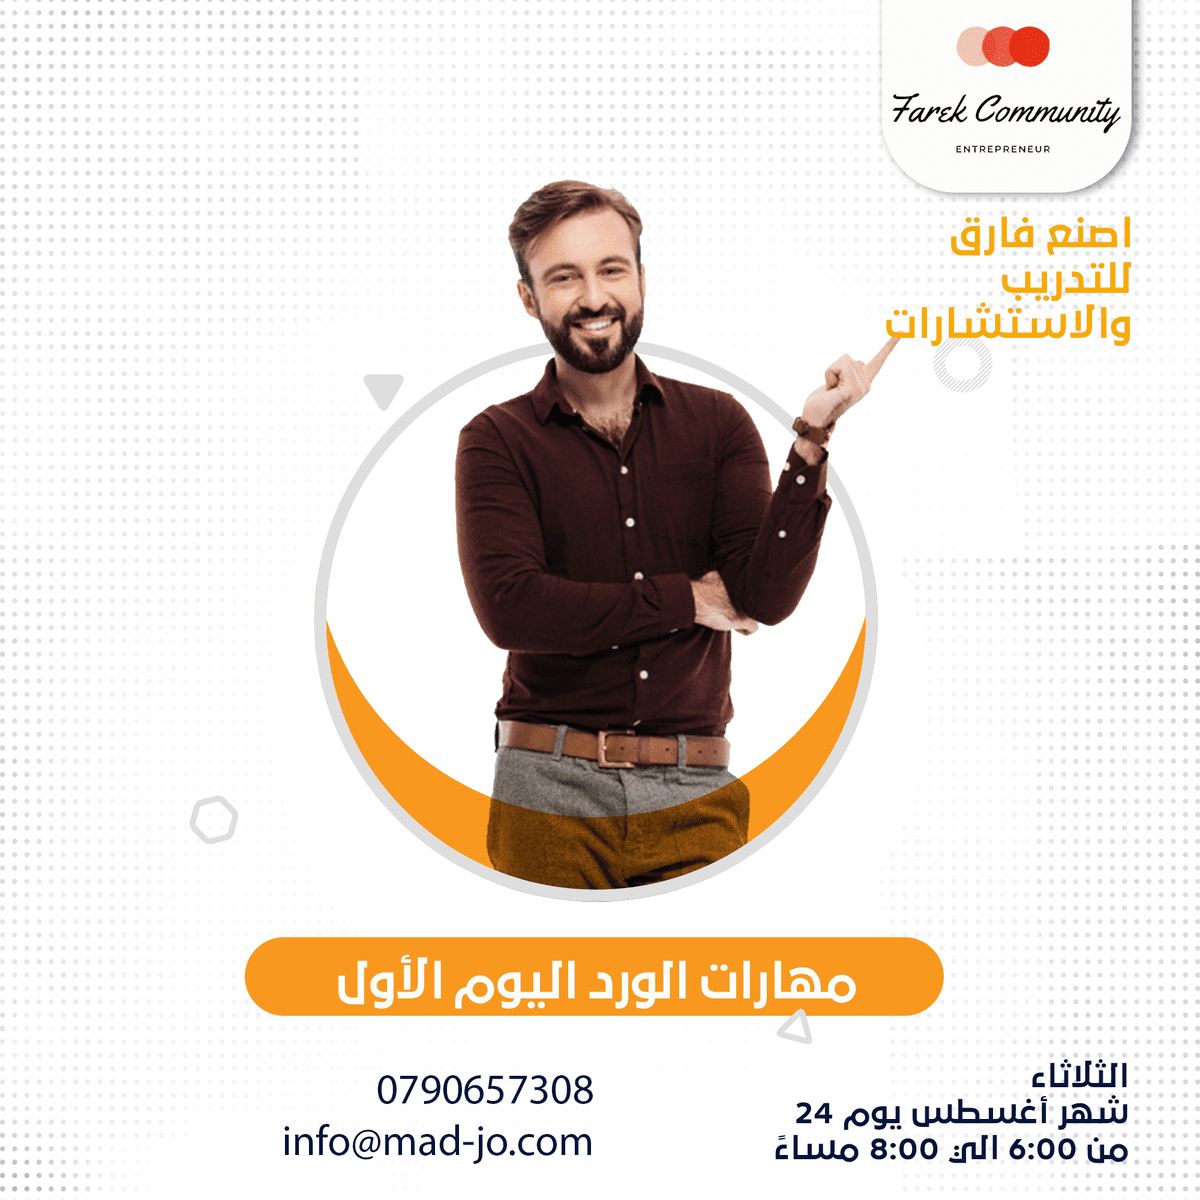 Farek Community
ENTREPRENEUR
اصنع فارق
للتدريب
والاستشارات
مهارات الورد اليوم الأول
الثلاثاء
شهر أغسطس يوم 24
من 6:00 الي 8:00 مساءً
0790657308
info@mad-jo.com